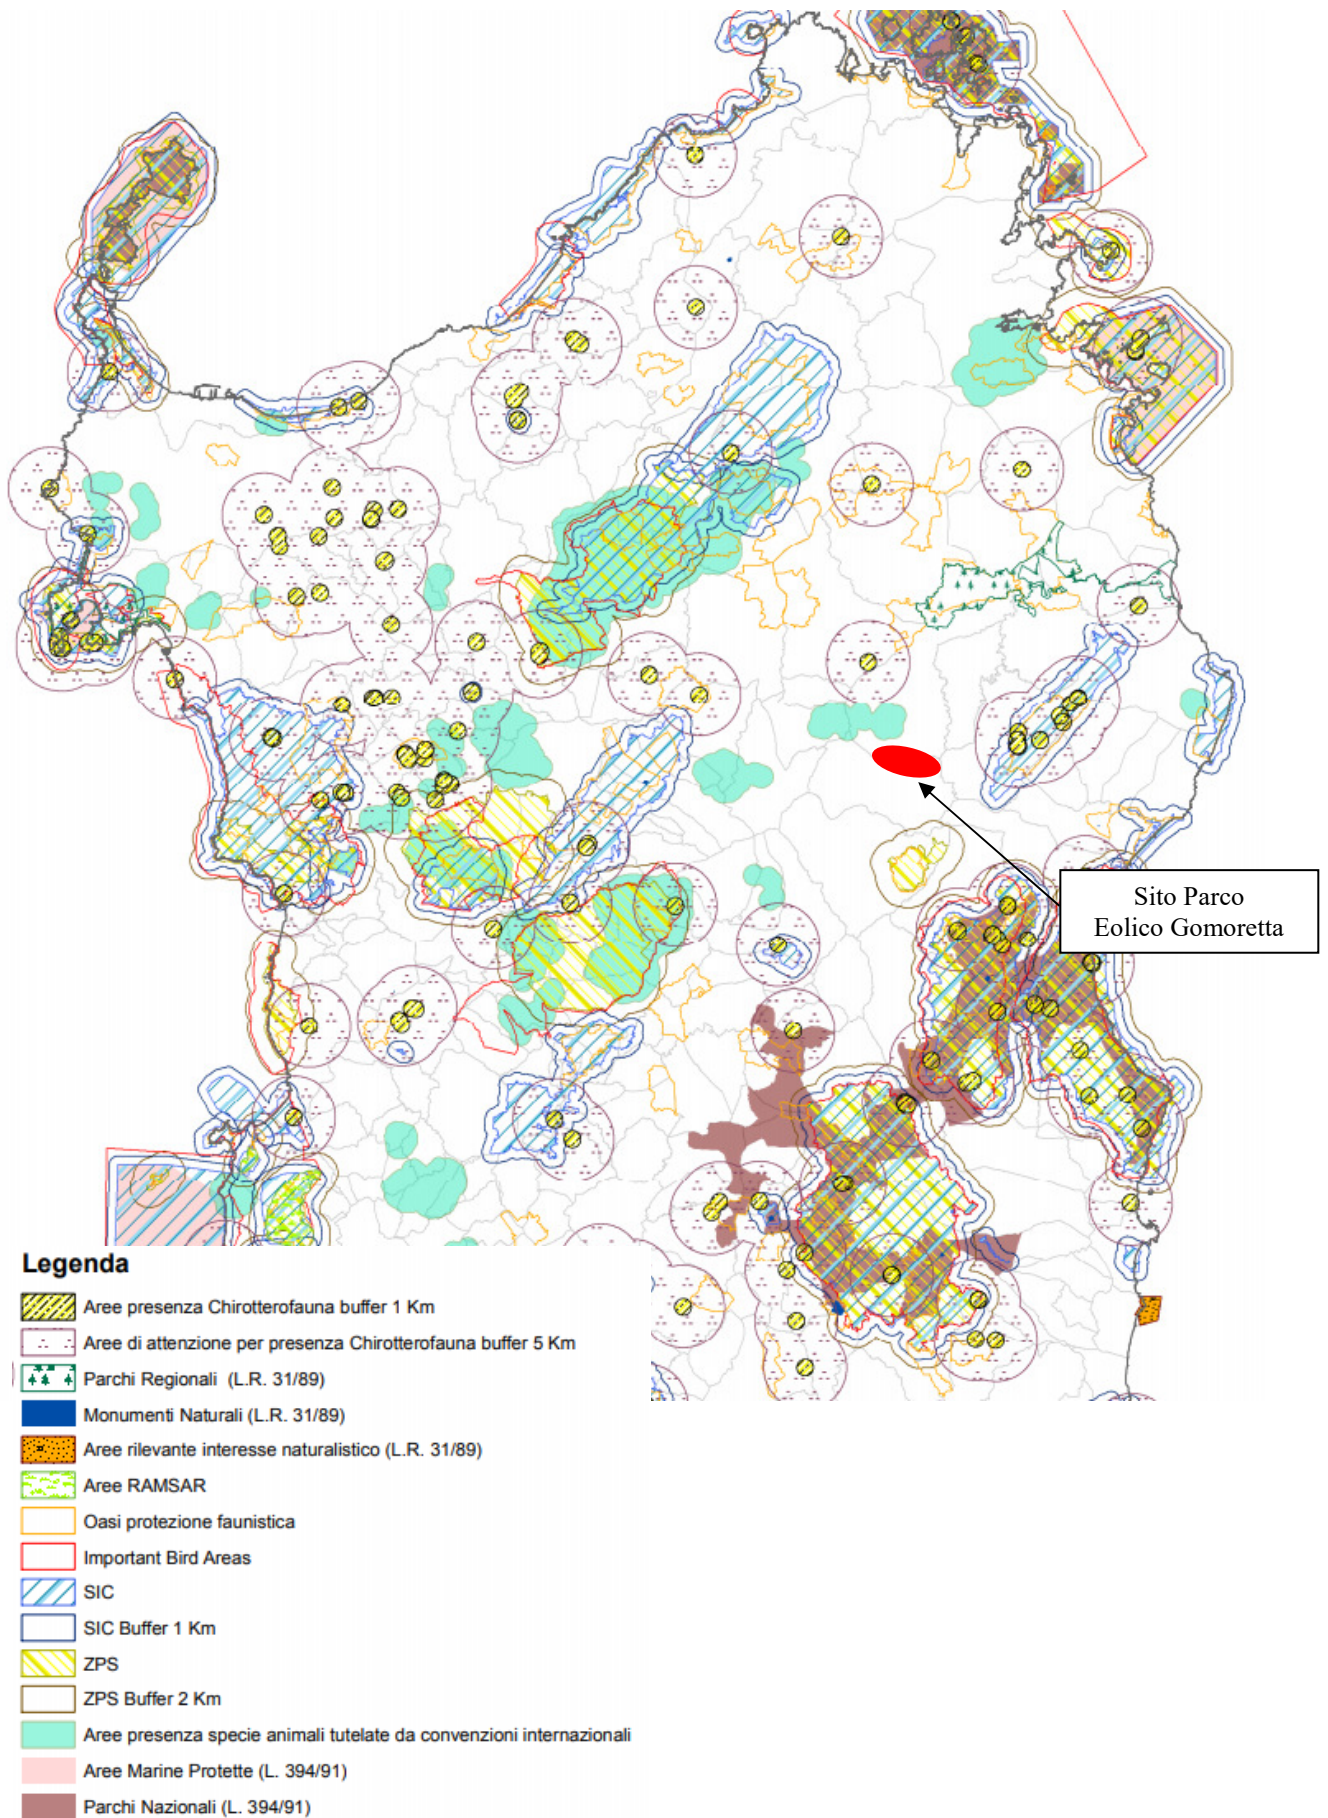 Sito Parco
Eolico Gomoretta
Legenda
Aree presenza Chirotterofauna buffer 1 Km
Aree di attenzione per presenza Chirotterofauna buffer 5 Km
Parchi Regionali (L.R. 31/89)
Monumenti Naturali (L.R. 31/89)
Aree rilevante interesse naturalistico (L.R. 31/89)
Aree RAMSAR
Oasi protezione faunistica
Important Bird Areas
SIC
SIC Buffer 1 Km
ZPS
ZPS Buffer 2 Km
Aree presenza specie animali tutelate da convenzioni internazionali
Aree Marine Protette (L. 394/91)
Parchi Nazionali (L. 394/91)